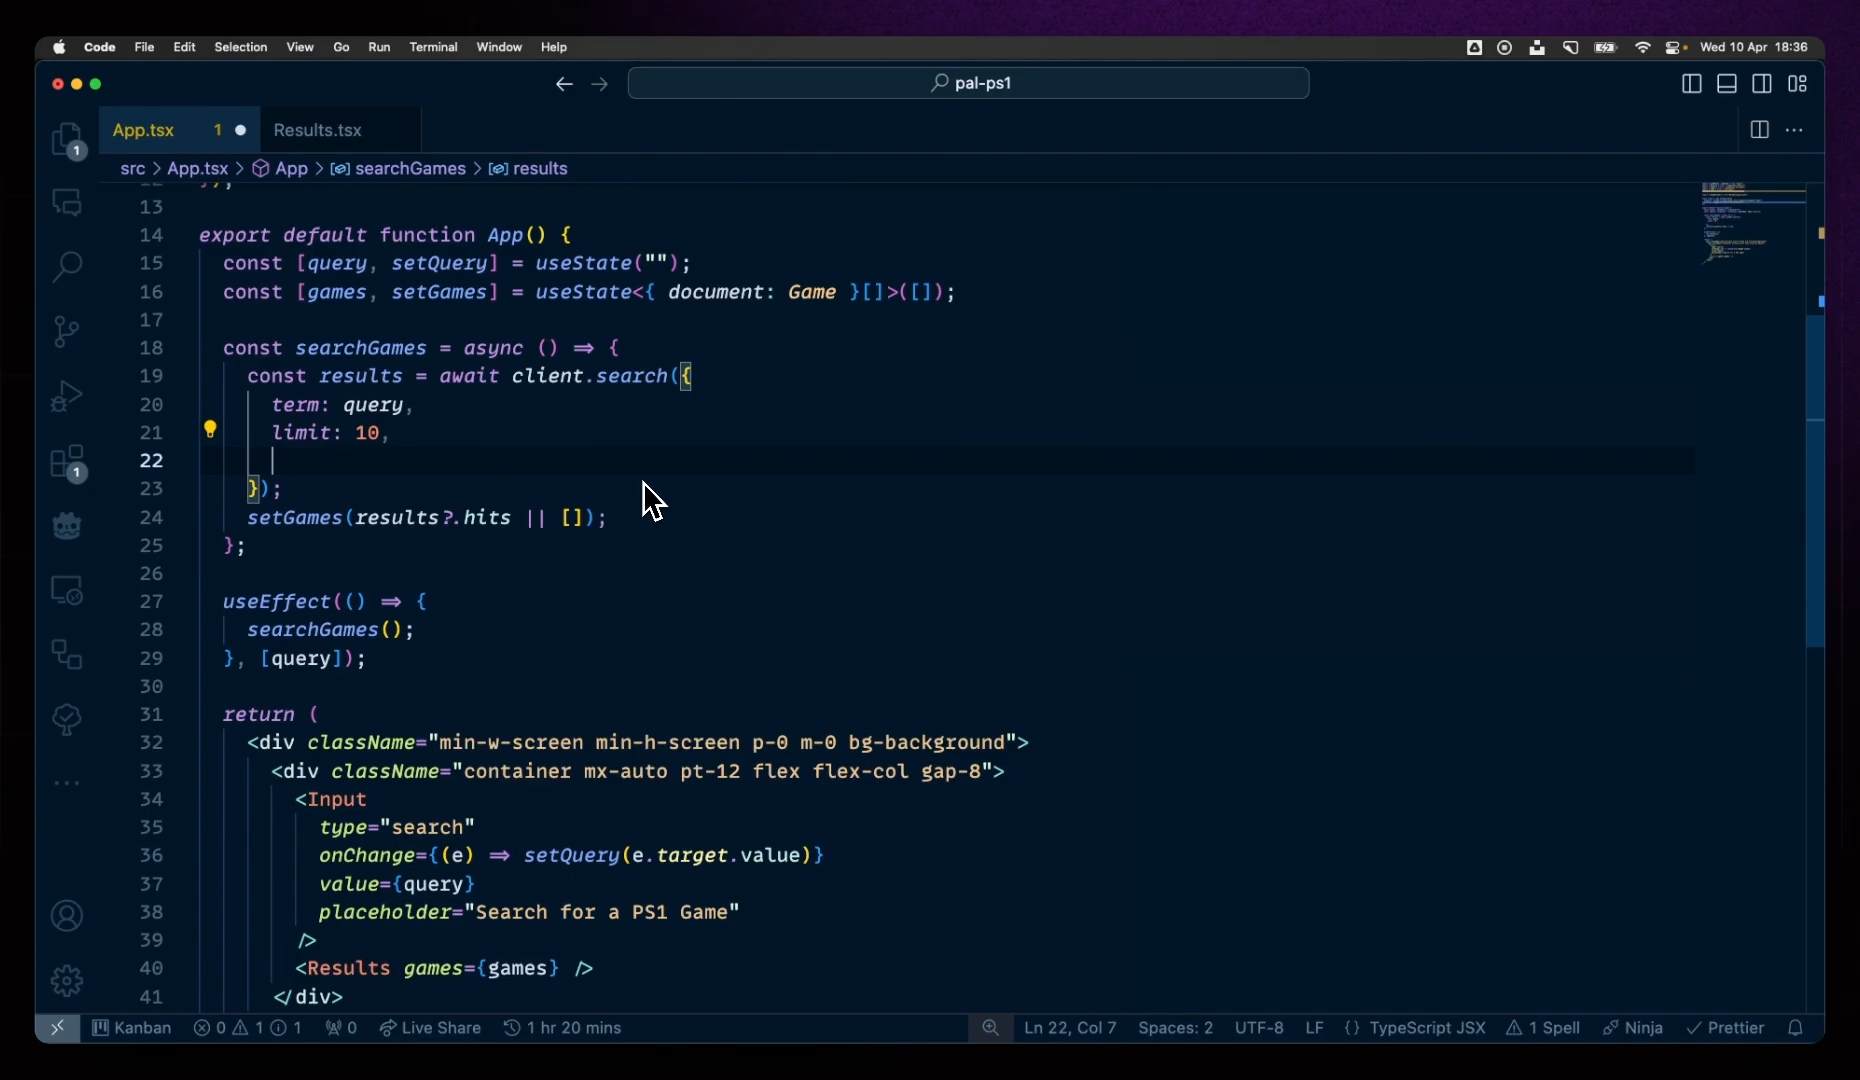 Code File Edit Selection View Go Run Terminal Window Help Wed 10 Apr 18:36
pal-ps1
App.tsx 1 Results.tsx
src > App.tsx > App > searchGames > results
1
13
14 export default function App() {
15 const [query, setQuery] = useState("");
16 const [games, setGames] = useState<{ document: Game }[]>([]);
17
18 const searchGames = async () => {
19 const results = await client.search({
20 term: query,
21 limit: 10,
22
23 });
24 setGames(results?.hits || []);
25 };
26
27 useEffect(() => {
28 searchGames();
29 }, [query]);
30
31 return (
32 <div className="min-w-screen min-h-screen p-0 m-0 bg-background">
33 <div className="container mx-auto pt-12 flex flex-col gap-8">
34 <Input
35 type="search"
36 onChange={(e) => setQuery(e.target.value)}
37 value={query}
38 placeholder="Search for a PS1 Game"
39 />
40 <Results games={games} />
41 </div>
1
Kanban 0 1 1 0 Live Share 1 hr 20 mins Ln 22, Col 7 Spaces: 2 UTF-8 LF {} TypeScript JSX 1 Spell Ninja Prettier